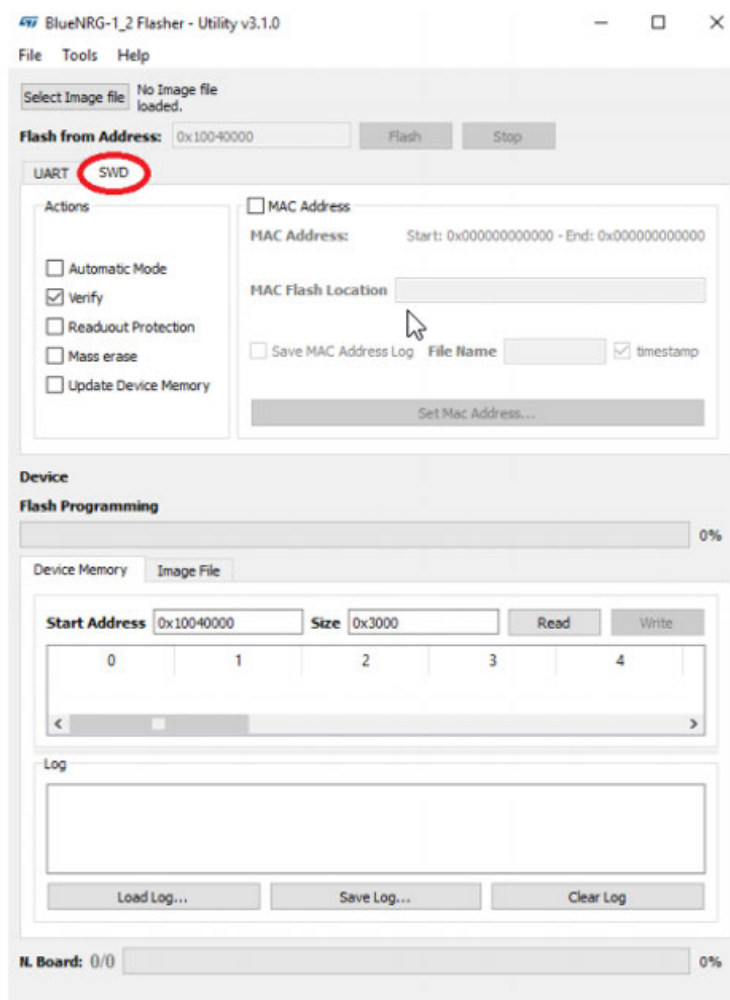 BlueNRG-1_2 Flasher - Utility v3.1.0
File Tools Help
Select Image file No Image file
loaded.
Flash from Address: 0x10040000 Flash Stop
UART SWD
Actions
MAC Address
MAC Address: Start: 0x000000000000 - End: 0x000000000000
Automatic Mode
MAC Flash Location
Verify
Readuout Protection
Save MAC Address Log File Name timestamp
Mass erase
Update Device Memory
Set Mac Address...
Device
Flash Programming
0%
Device Memory Image File
Start Address 0x10040000 Size 0x3000 Read Write
0 1 2 3 4
Log
Load Log... Save Log... Clear Log
N. Board: 0/0 0%